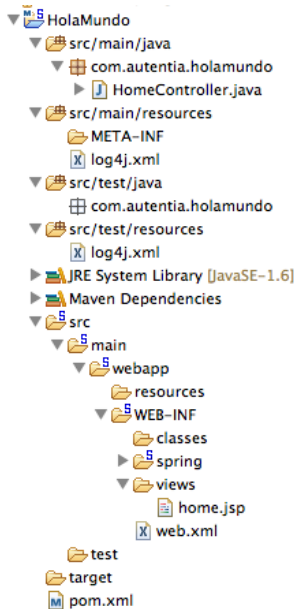 HolaMundo
src/main/java
com.autentia.holamundo
HomeController.java
src/main/resources
META-INF
log4j.xml
src/test/java
com.autentia.holamundo
src/test/resources
log4j.xml
JRE System Library [JavaSE-1.6]
Maven Dependencies
src
main
webapp
resources
WEB-INF
classes
spring
views
home.jsp
web.xml
test
target
pom.xml